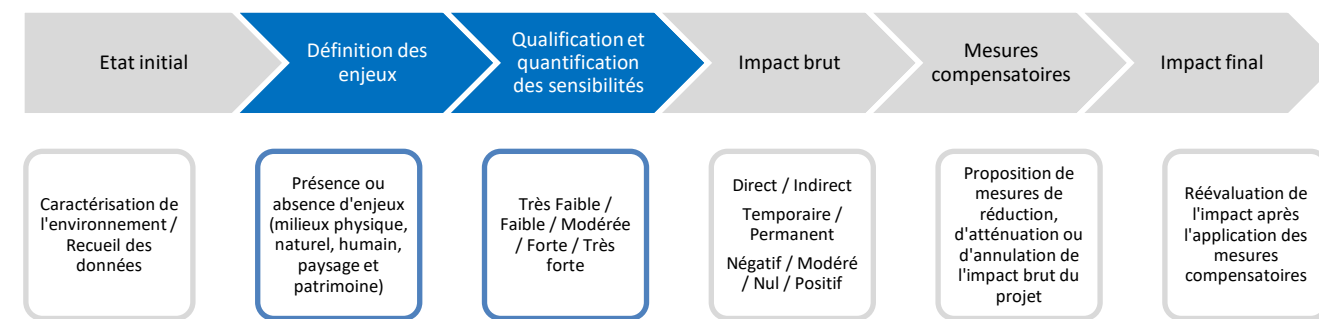 Etat initial
Définition des
enjeux
Qualification et
quantification
des sensibilités
Impact brut
Mesures
compensatoires
Impact final
Caractérisation de
l'environnement /
Recueil des
données
Présence ou
absence d'enjeux
(milieux physique,
naturel, humain,
paysage et
patrimoine)
Très Faible /
Faible / Modérée
/ Forte / Très
forte
Direct / Indirect
Temporaire /
Permanent
Négatif / Modéré
/ Nul / Positif
Proposition de
mesures de
réduction,
d'atténuation ou
d'annulation de
l'impact brut du
projet
Réévaluation de
l'impact après
l'application des
mesures
compensatoires